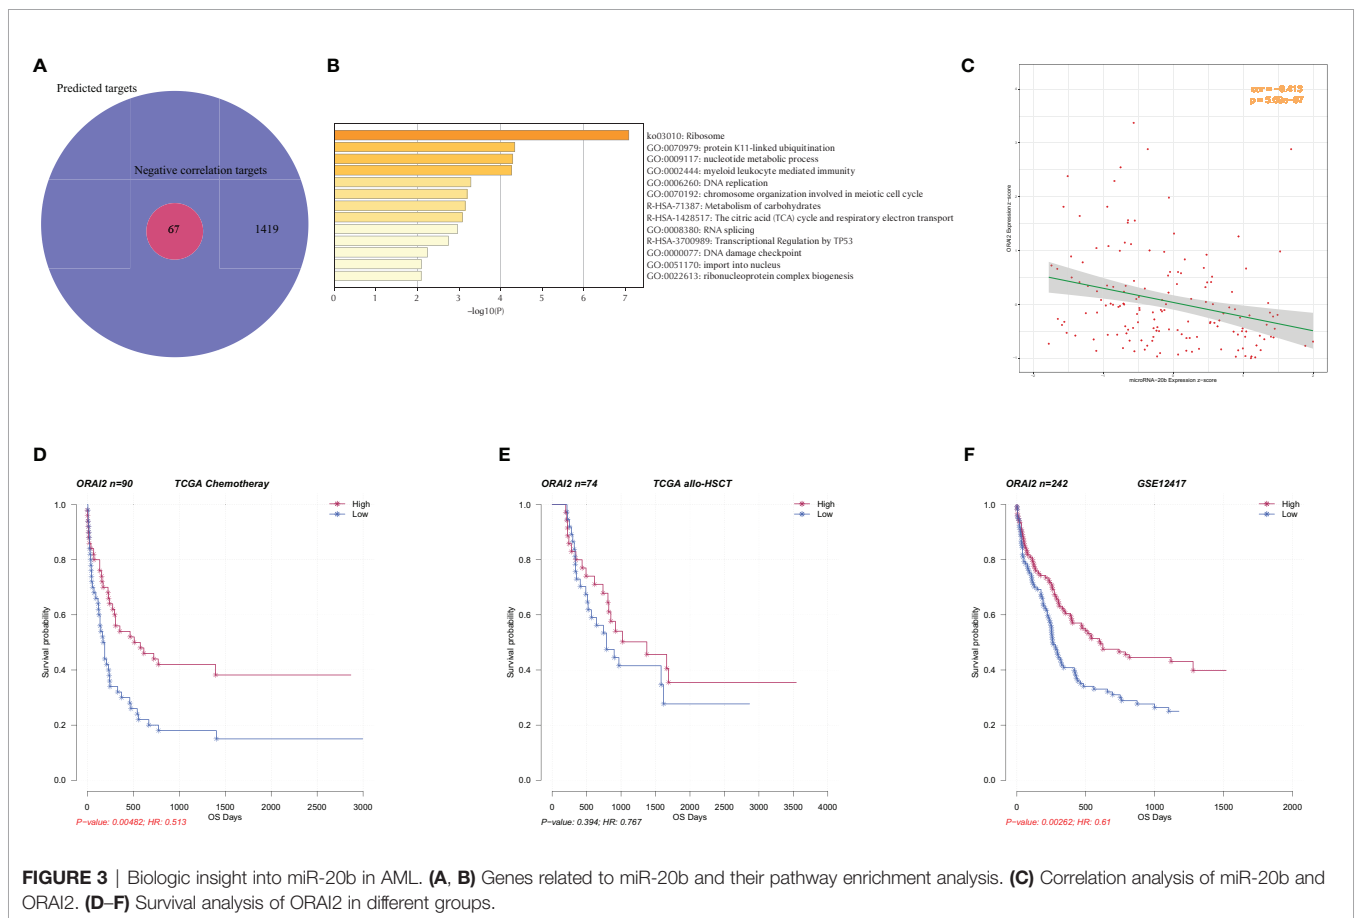 A
Predicted targets
Negative correlation targets
67
1419
B
ko03010: Ribosome
GO:0070979: protein K11-linked ubiquitination
GO:0009117: nucleotide metabolic process
GO:0002444: myeloid leukocyte mediated immunity
GO:0006260: DNA replication
GO:0070192: chromosome organization involved in meiotic cell cycle
R-HSA-71387: Metabolism of carbohydrates
R-HSA-1428517: The citric acid (TCA) cycle and respiratory electron transport
GO:0008380: RNA splicing
R-HSA-3700989: Transcriptional Regulation by TP53
GO:0000077: DNA damage checkpoint
GO:0051170: import into nucleus
GO:0022613: ribonucleoprotein complex biogenesis
0 1 2 3 4 5 6 7
−log10(P)
C
ORAI2 Expression z−score
microRNA−20b Expression z−score
D
ORAI2 n=90 TCGA Chemotheray
High
Low
Survival probability
1.0
0.8
0.6
0.4
0.2
0.0
0 500 1000 1500 2000 2500 3000
OS Days
P−value: 0.00482; HR: 0.513
E
ORAI2 n=74 TCGA allo-HSCT
High
Low
Survival probability
1.0
0.8
0.6
0.4
0.2
0.0
0 500 1000 1500 2000 2500 3000 3500 4000
OS Days
P−value: 0.394; HR: 0.767
F
ORAI2 n=242 GSE12417
High
Low
Survival probability
1.0
0.8
0.6
0.4
0.2
0.0
0 500 1000 1500 2000
OS Days
P−value: 0.00262; HR: 0.61
FIGURE 3 | Biologic insight into miR-20b in AML. (A, B) Genes related to miR-20b and their pathway enrichment analysis. (C) Correlation analysis of miR-20b and
ORAI2. (D–F) Survival analysis of ORAI2 in different groups.